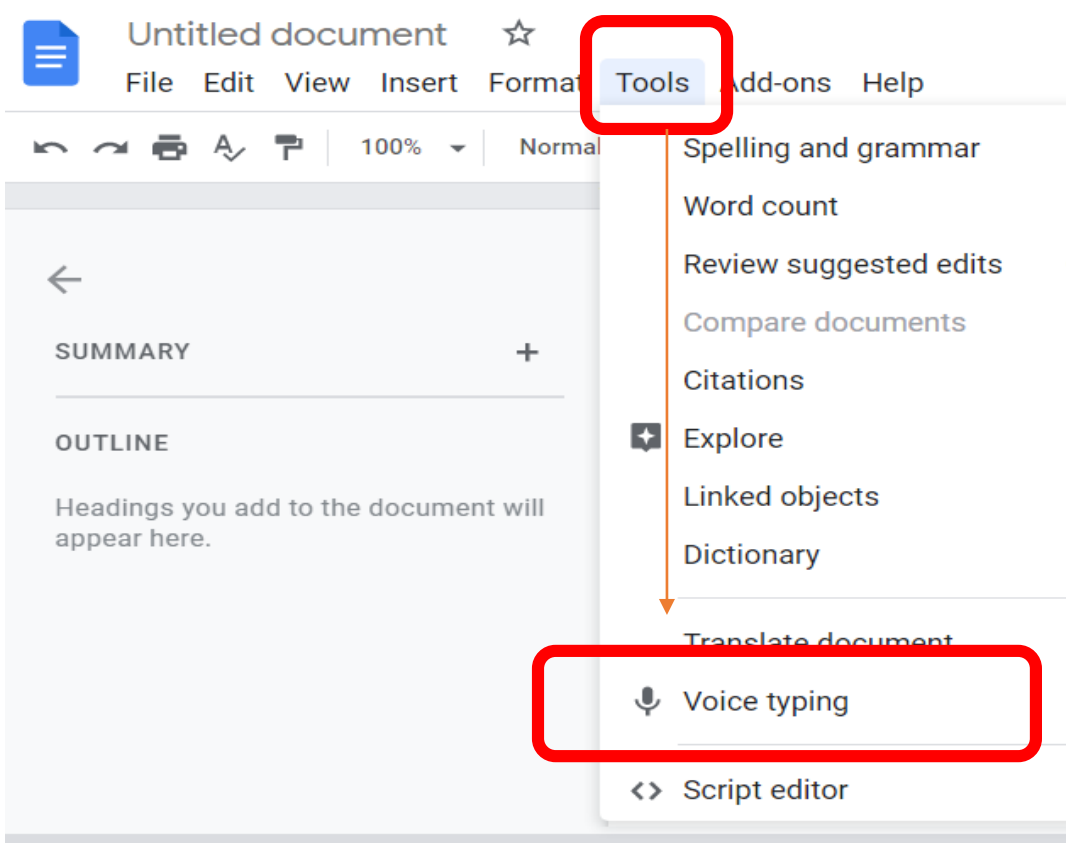 Untitled document
File Edit View Insert Format Tools Add-ons Help
100% Normal
Spelling and grammar
Word count
Review suggested edits
Compare documents
Citations
Explore
Linked objects
Dictionary
Translate document
Voice typing
Script editor
SUMMARY
OUTLINE
Headings you add to the document will
appear here.